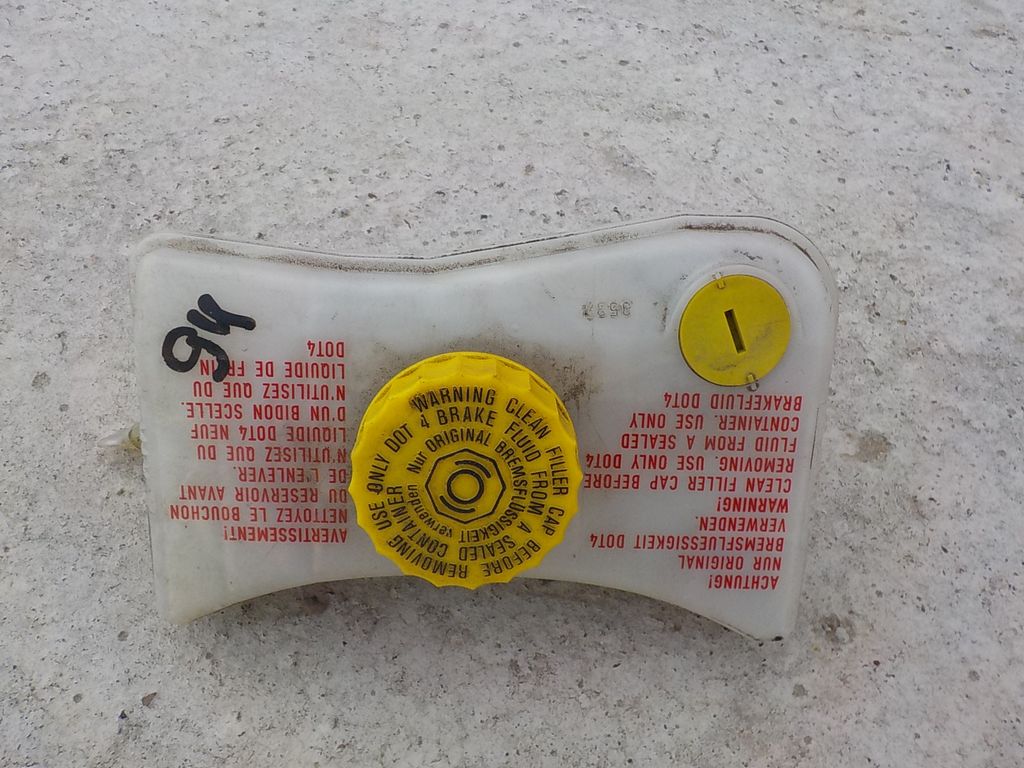 ACHTUNG!
NUR ORIGINAL
BREMSFLUESSIGKEIT DOT4
VERWENDEN.
WARNING!
CLEAN FILLER CAP BEFORE
REMOVING. USE ONLY DOT4
FLUID FROM A SEALED
CONTAINER. USE ONLY
BRAKEFLUID DOT4
WARNING CLEAN FILLER CAP BEFORE REMOVING USE ONLY DOT
4 BRAKE FLUID FROM A SEALED CONTAINER
Nur ORIGINAL BREMSFLÜSSIGKEIT verwenden
AVERTISSEMENT!
NETTOYEZ LE BOUCHON
DU RESERVOIR AVANT
DE L'ENLEVER.
N'UTILISEZ QUE DU
LIQUIDE DOT4 NEUF
D'UN BIDON SCELLE.
N'UTILISEZ QUE DU
LIQUIDE DE FREIN
DOT4